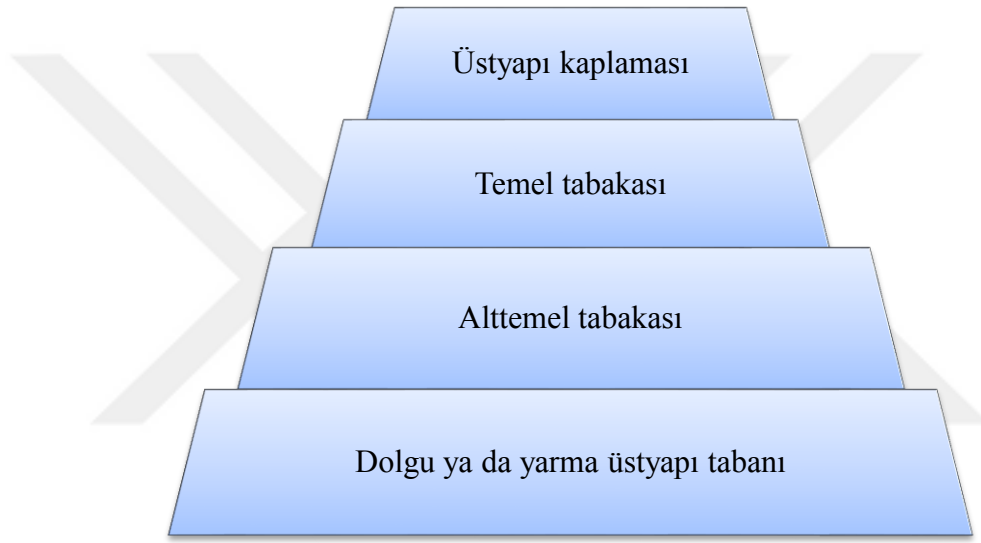 Üstyapı kaplaması
Temel tabakası
Alttemel tabakası
Dolgu ya da yarma üstyapı tabanı